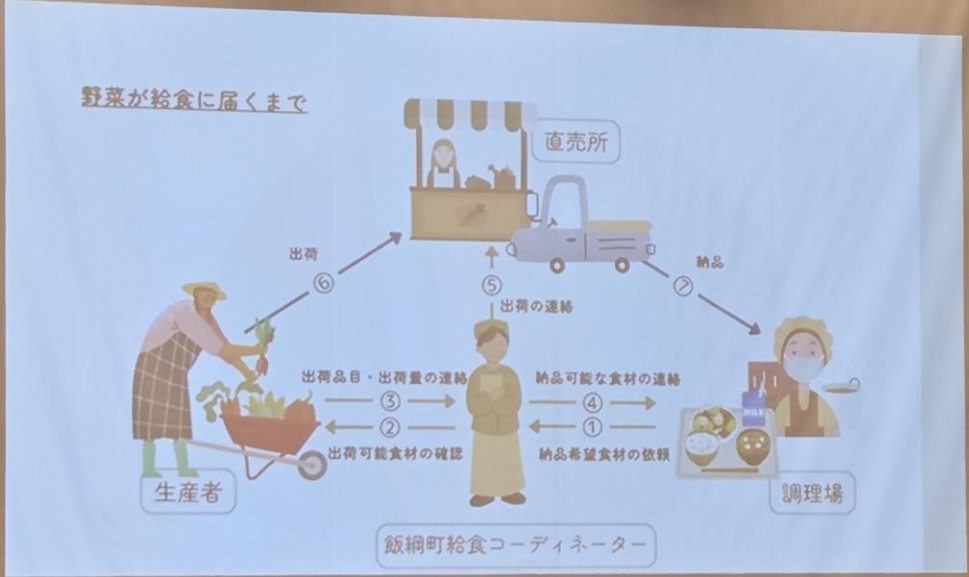 野菜が給食に届くまで
直売所
出荷
⑥
⑤
出荷の連絡
納品
⑦
出荷品目・出荷量の連絡
③
②
出荷可能食材の確認
納品可能な食材の連絡
④
①
納品希望食材の依頼
MILK
生産者
調理場
飯綱町給食コーディネーター